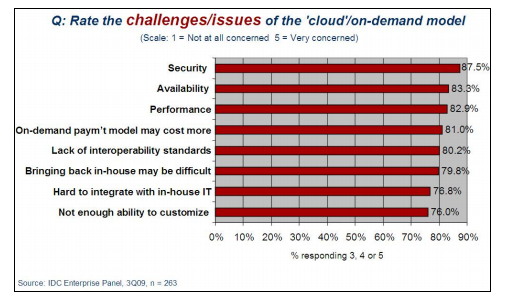 Q: Rate the challenges/issues of the 'cloud'/on-demand model
(Scale: 1 = Not at all concerned 5 = Very concerned)
Security 87.5%
Availability 83.3%
Performance 82.9%
On-demand paym't model may cost more 81.0%
Lack of interoperability standards 80.2%
Bringing back in-house may be difficult 79.8%
Hard to integrate with in-house IT 76.8%
Not enough ability to customize 76.0%
0% 10% 20% 30% 40% 50% 60% 70% 80% 90%
% responding 3, 4 or 5
Source: IDC Enterprise Panel, 3Q09, n = 263